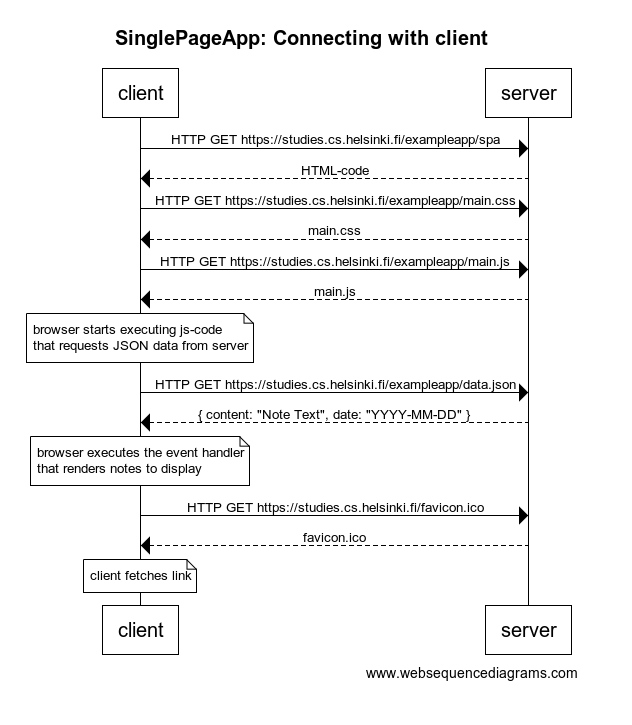 SinglePageApp: Connecting with client
client
server
HTTP GET https://studies.cs.helsinki.fi/exampleapp/spa
HTML-code
HTTP GET https://studies.cs.helsinki.fi/exampleapp/main.css
main.css
HTTP GET https://studies.cs.helsinki.fi/exampleapp/main.js
main.js
browser starts executing js-code
that requests JSON data from server
HTTP GET https://studies.cs.helsinki.fi/exampleapp/data.json
{ content: "Note Text", date: "YYYY-MM-DD" }
browser executes the event handler
that renders notes to display
HTTP GET https://studies.cs.helsinki.fi/favicon.ico
favicon.ico
client fetches link
client
server
www.websequencediagrams.com